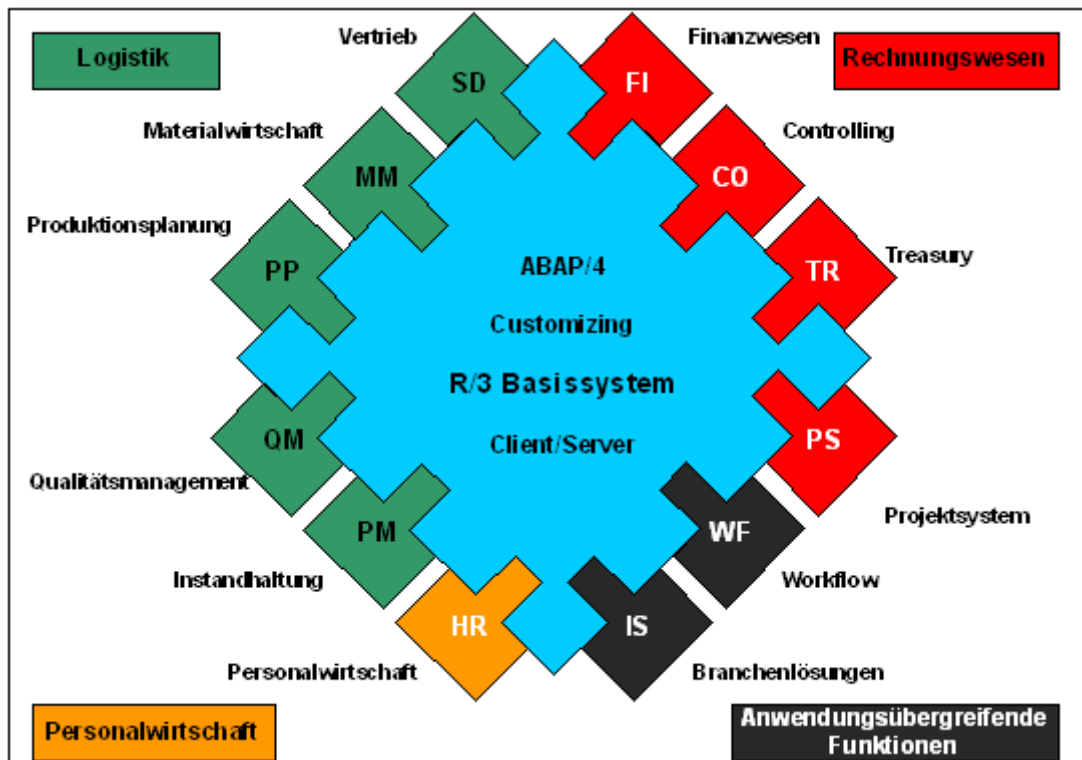 Logistik
Vertrieb
SD
Finanzwesen
FI
Rechnungswesen
Materialwirtschaft
MM
Controlling
CO
Produktionsplanung
PP
Treasury
TR
ABAP/4
Customizing
R/3 Basissystem
Client/Server
QM
Qualitätsmanagement
PS
Projektsystem
PM
Instandhaltung
WF
Workflow
HR
Personalwirtschaft
IS
Branchenlösungen
Personalwirtschaft
Anwendungsübergreifende
Funktionen